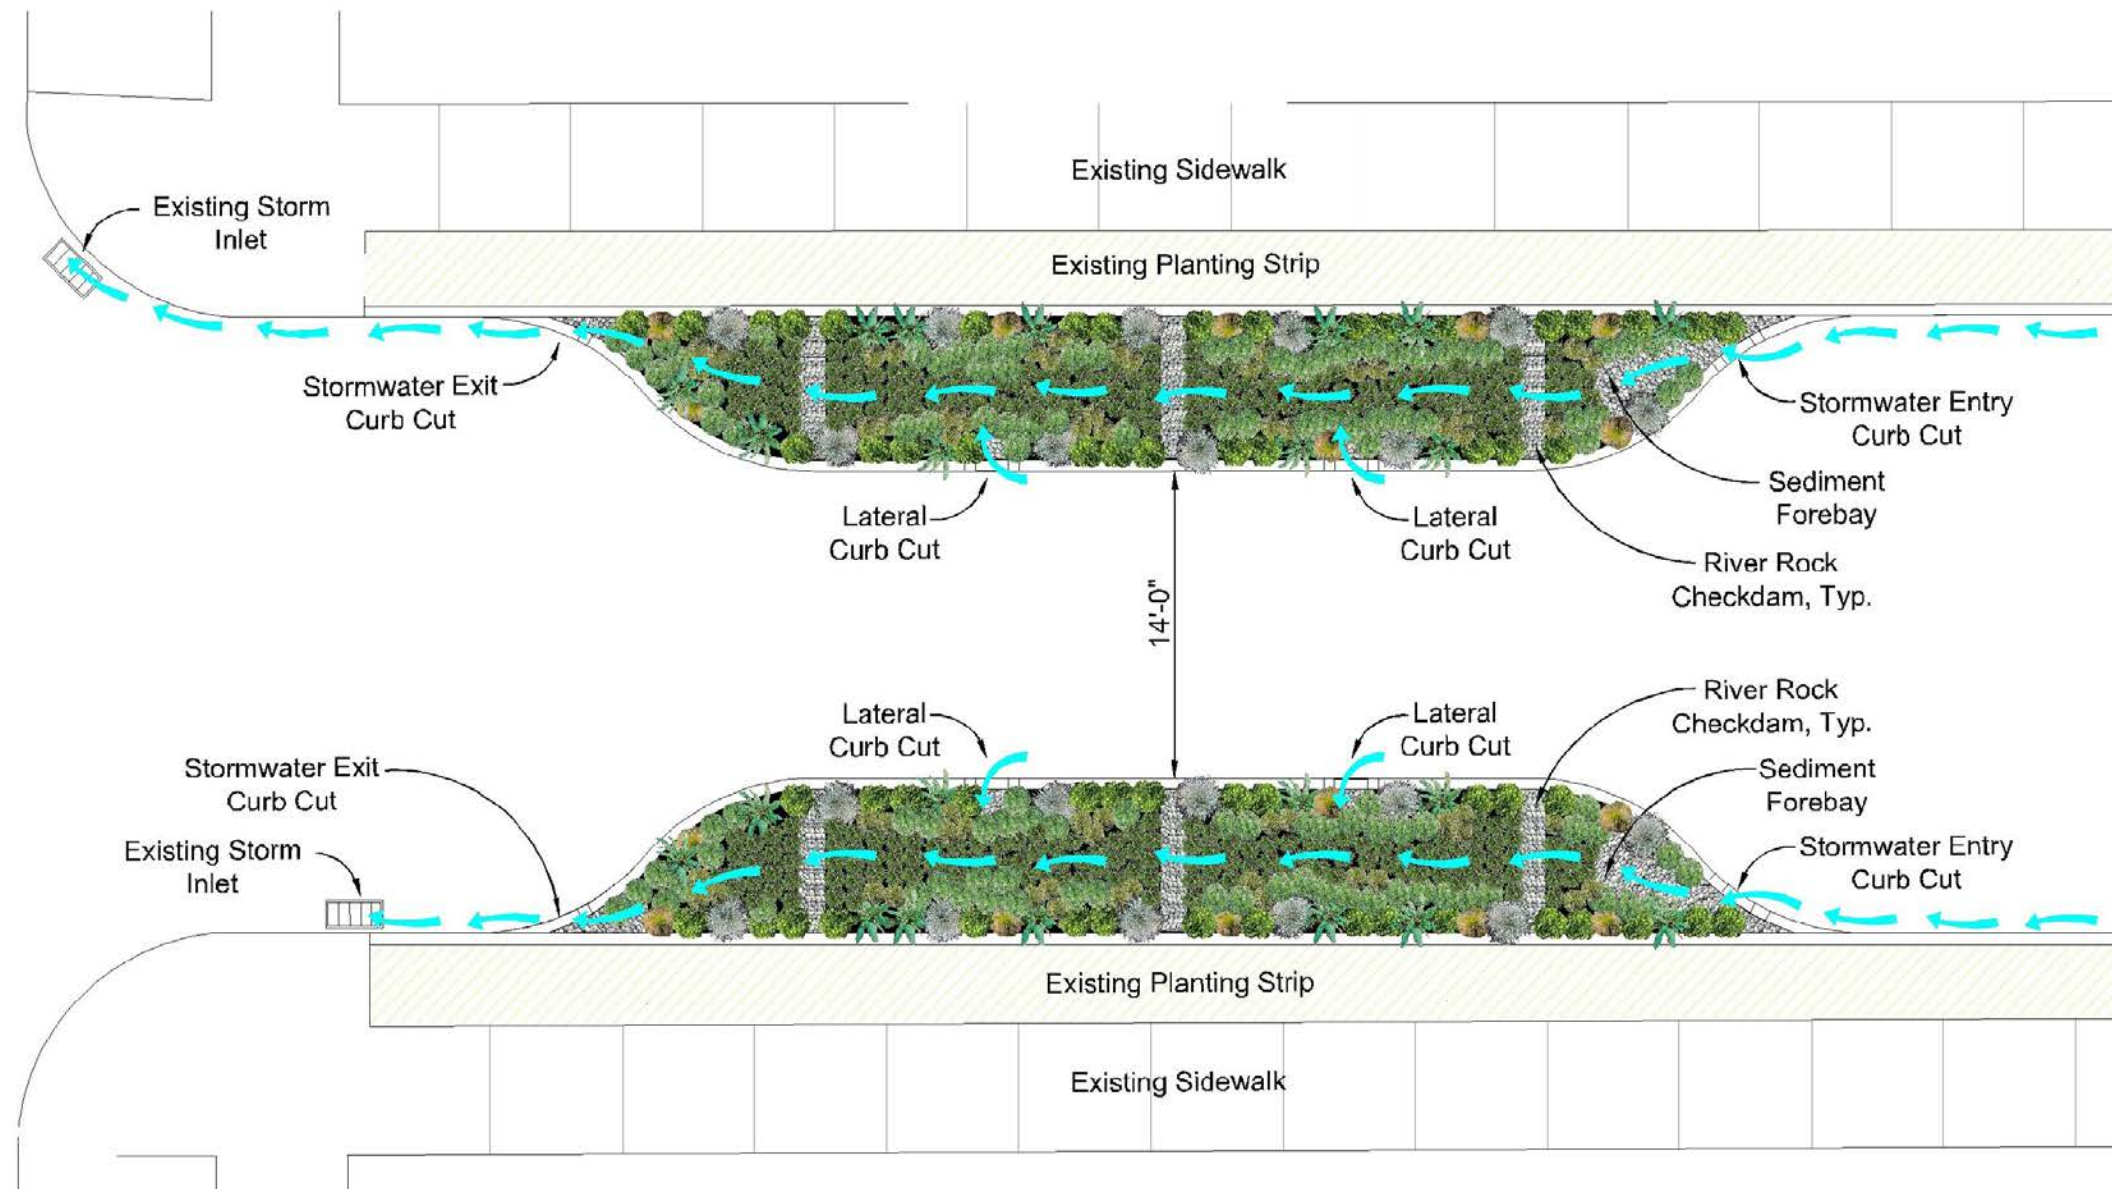 Existing Sidewalk
Existing Storm
Inlet
Existing Planting Strip
Stormwater Exit
Curb Cut
Stormwater Entry
Curb Cut
Sediment
Forebay
Lateral
Curb Cut
Lateral
Curb Cut
River Rock
Checkdam, Typ.
14'-0"
River Rock
Checkdam, Typ.
Lateral
Curb Cut
Lateral
Curb Cut
Stormwater Exit
Curb Cut
Sediment
Forebay
Existing Storm
Inlet
Stormwater Entry
Curb Cut
Existing Planting Strip
Existing Sidewalk